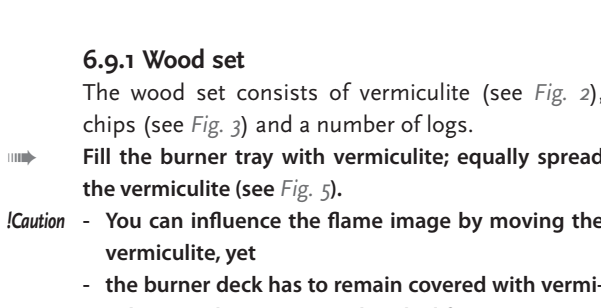 6.9.1 Wood set
The wood set consists of vermiculite (see Fig. 2),
chips (see Fig. 3) and a number of logs.
Fill the burner tray with vermiculite; equally spread
the vermiculite (see Fig. 5).
!Caution - You can influence the flame image by moving the
vermiculite, yet
- the burner deck has to remain covered with vermi-